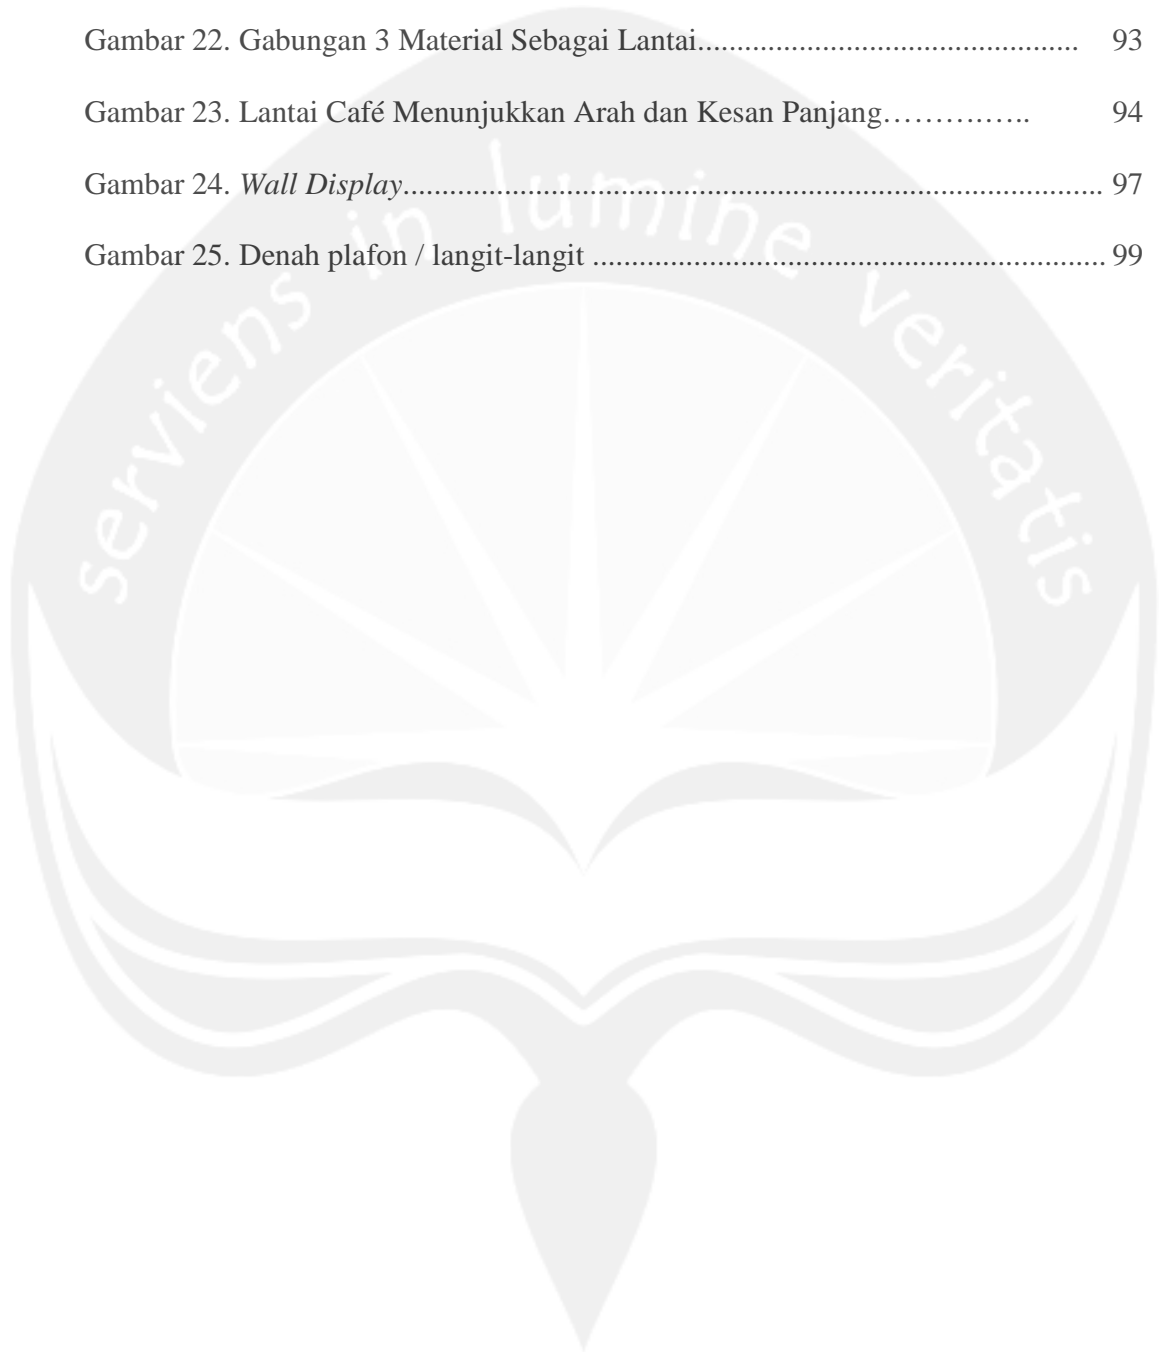 Gambar 22. Gabungan 3 Material Sebagai Lantai.................................................. 93
Gambar 23. Lantai Café Menunjukkan Arah dan Kesan Panjang…………….. 94
Gambar 24. Wall Display........................................................................................... 97
Gambar 25. Denah plafon / langit-langit .................................................................. 99
serviens in lumine veritatis